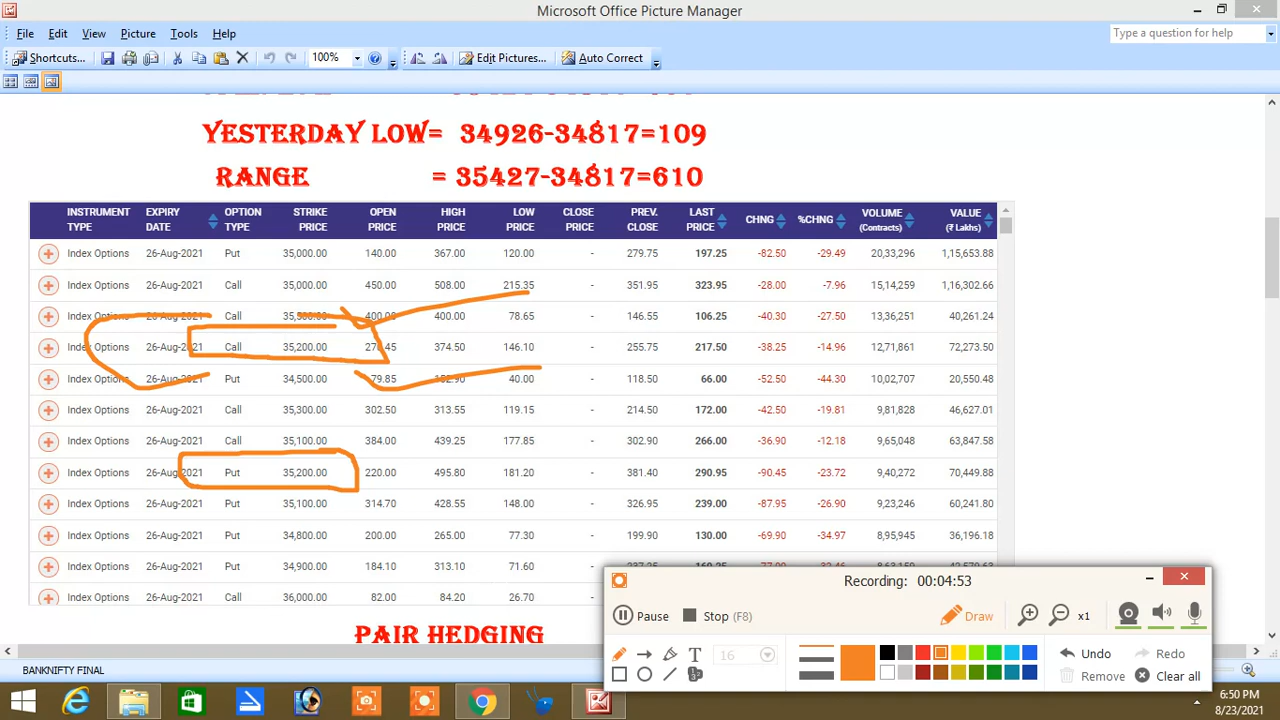 Microsoft Office Picture Manager
File Edit View Picture Tools Help
Type a question for help
Shortcuts... 100% Edit Pictures... Auto Correct
YESTERDAY LOW= 34926-34817=109
RANGE = 35427-34817=610
INSTRUMENT TYPE EXPIRY DATE OPTION TYPE STRIKE PRICE OPEN PRICE HIGH PRICE LOW PRICE CLOSE PRICE PREV. CLOSE LAST PRICE CHNG %CHNG VOLUME (Contracts) VALUE (₹ Lakhs)
Index Options 26-Aug-2021 Put 35,000.00 140.00 367.00 120.00 - 279.75 197.25 -82.50 -29.49 20,33,296 1,15,653.88
Index Options 26-Aug-2021 Call 35,000.00 450.00 508.00 215.35 - 351.95 323.95 -28.00 -7.96 15,14,259 1,16,302.66
Index Options 26-Aug-2021 Call 35,500.00 400.00 400.00 78.65 - 146.55 106.25 -40.30 -27.50 13,36,251 40,261.24
Index Options 26-Aug-2021 Call 35,200.00 374.50 146.10 - 255.75 217.50 -38.25 -14.96 12,71,861 72,273.50
Index Options 26-Aug-2021 Put 34,500.00 79.85 40.00 - 118.50 66.00 -52.50 -44.30 10,02,707 20,550.48
Index Options 26-Aug-2021 Call 35,300.00 302.50 313.55 119.15 - 214.50 172.00 -42.50 -19.81 9,81,828 46,627.01
Index Options 26-Aug-2021 Call 35,100.00 384.00 439.25 177.85 - 302.90 266.00 -36.90 -12.18 9,65,048 63,847.58
Index Options 26-Aug-2021 Put 35,200.00 220.00 495.80 181.20 - 381.40 290.95 -90.45 -23.72 9,40,272 70,449.88
Index Options 26-Aug-2021 Put 35,100.00 314.70 428.55 148.00 - 326.95 239.00 -87.95 -26.90 9,23,246 60,241.80
Index Options 26-Aug-2021 Put 34,800.00 200.00 265.00 77.30 - 199.90 130.00 -69.90 -34.97 8,95,945 36,196.18
Index Options 26-Aug-2021 Put 34,900.00 184.10 313.10 71.60 -
Index Options 26-Aug-2021 Call 36,000.00 82.00 84.20 26.70 -
PAIR HEDGING
Recording: 00:04:53
Pause Stop (F8) Draw x1
T 16 Undo Redo
Remove Clear all
BANKNIFTY FINAL
6:50 PM
8/23/2021